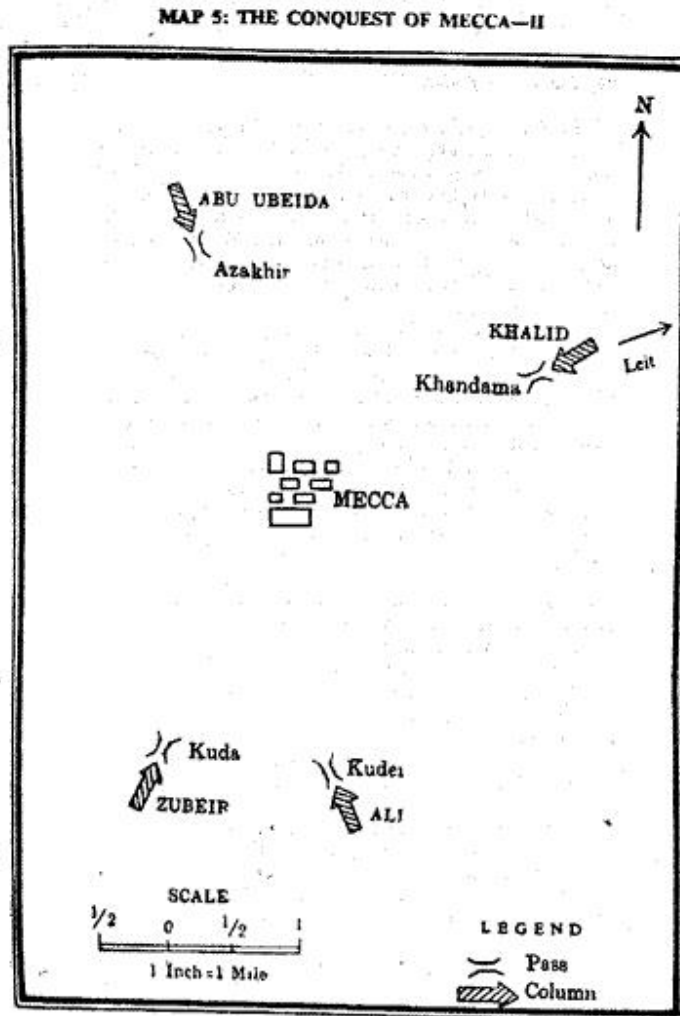 MAP 5: THE CONQUEST OF MECCA—II
N
ABU UBEIDA
Azakhir
KHALID
Leit
Khandama
MECCA
Kuda
Kudei
ZUBEIR
ALI
SCALE
1/2 0 1/2 1
1 Inch=1 Mile
LEGEND
Pass
Column